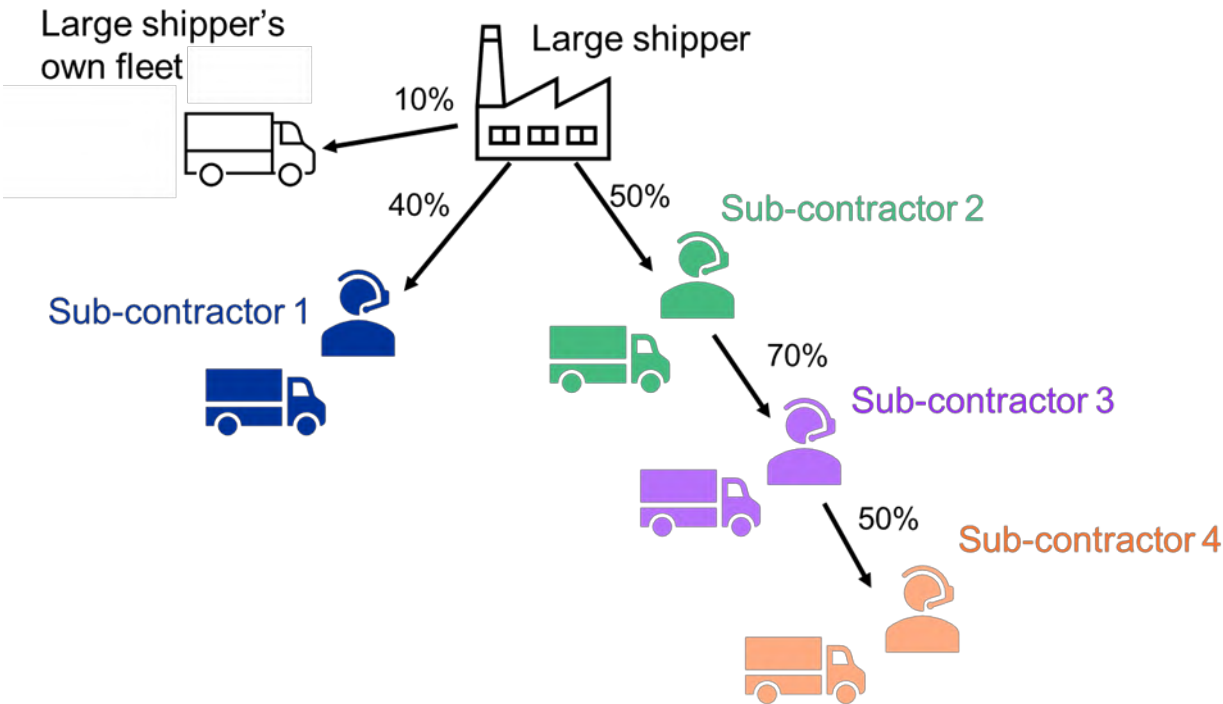 Large shipper's
own fleet
Large shipper
10%
40%
50%
Sub-contractor 2
Sub-contractor 1
70%
Sub-contractor 3
50%
Sub-contractor 4